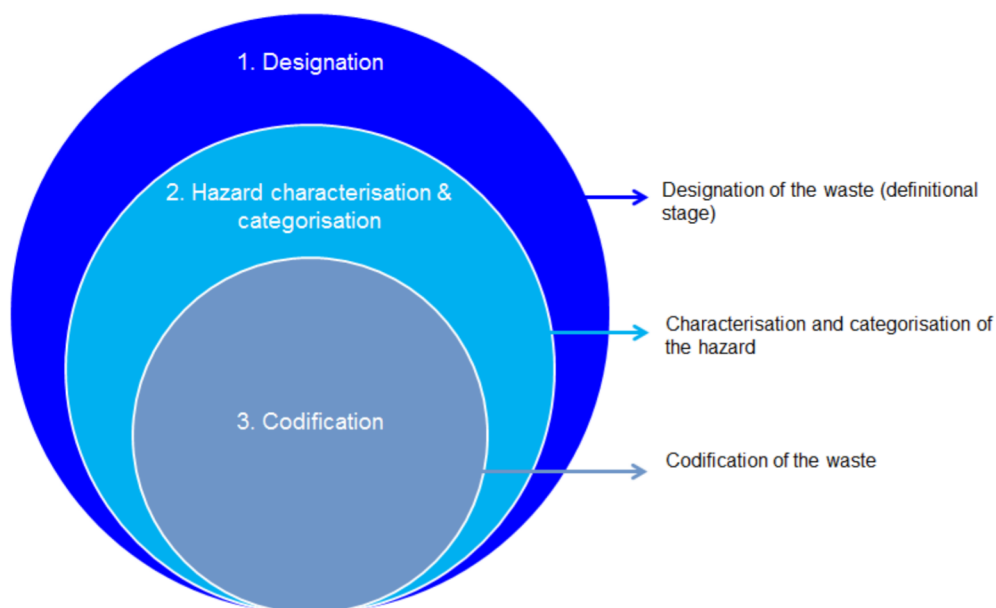 1. Designation
2. Hazard characterisation &
categorisation
3. Codification
Designation of the waste (definitional
stage)
Characterisation and categorisation of
the hazard
Codification of the waste